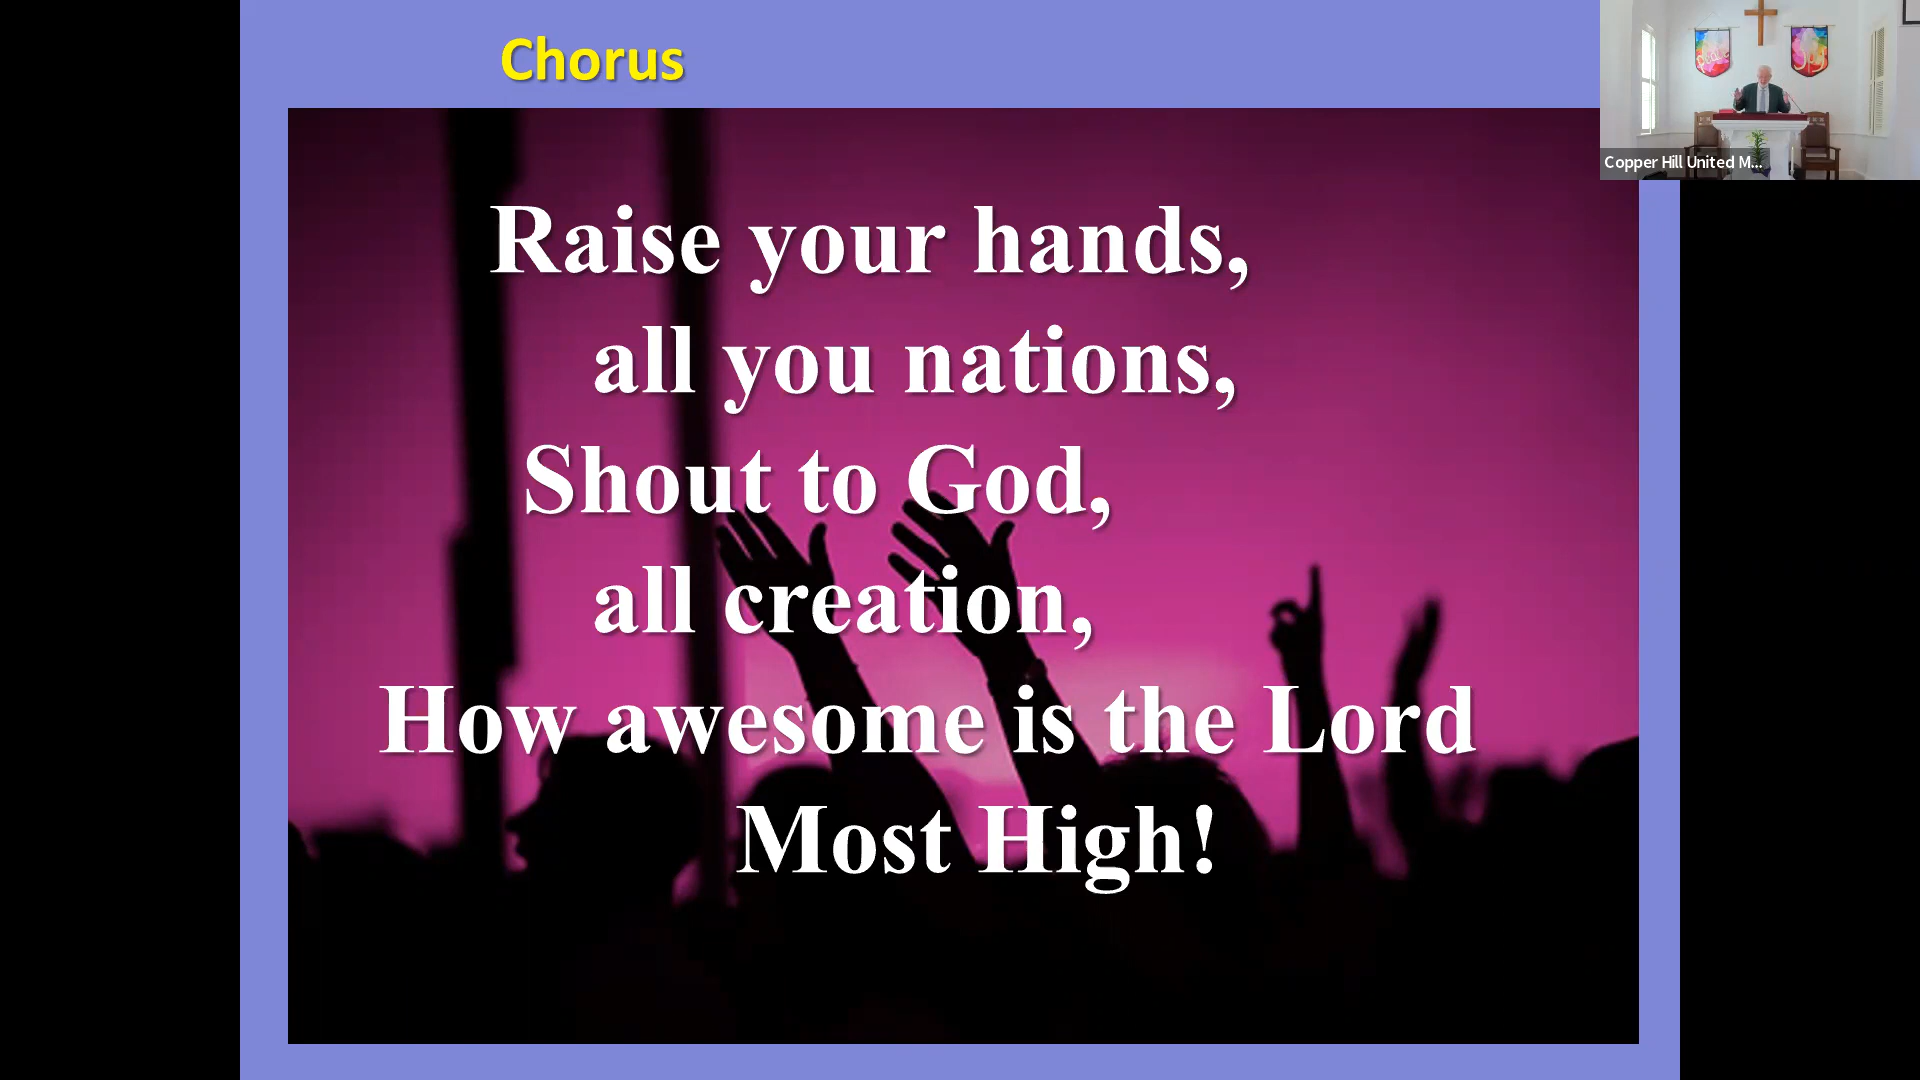 Chorus
Raise your hands,
all you nations,
Shout to God,
all creation,
How awesome is the Lord
Most High!
Copper Hill United M...